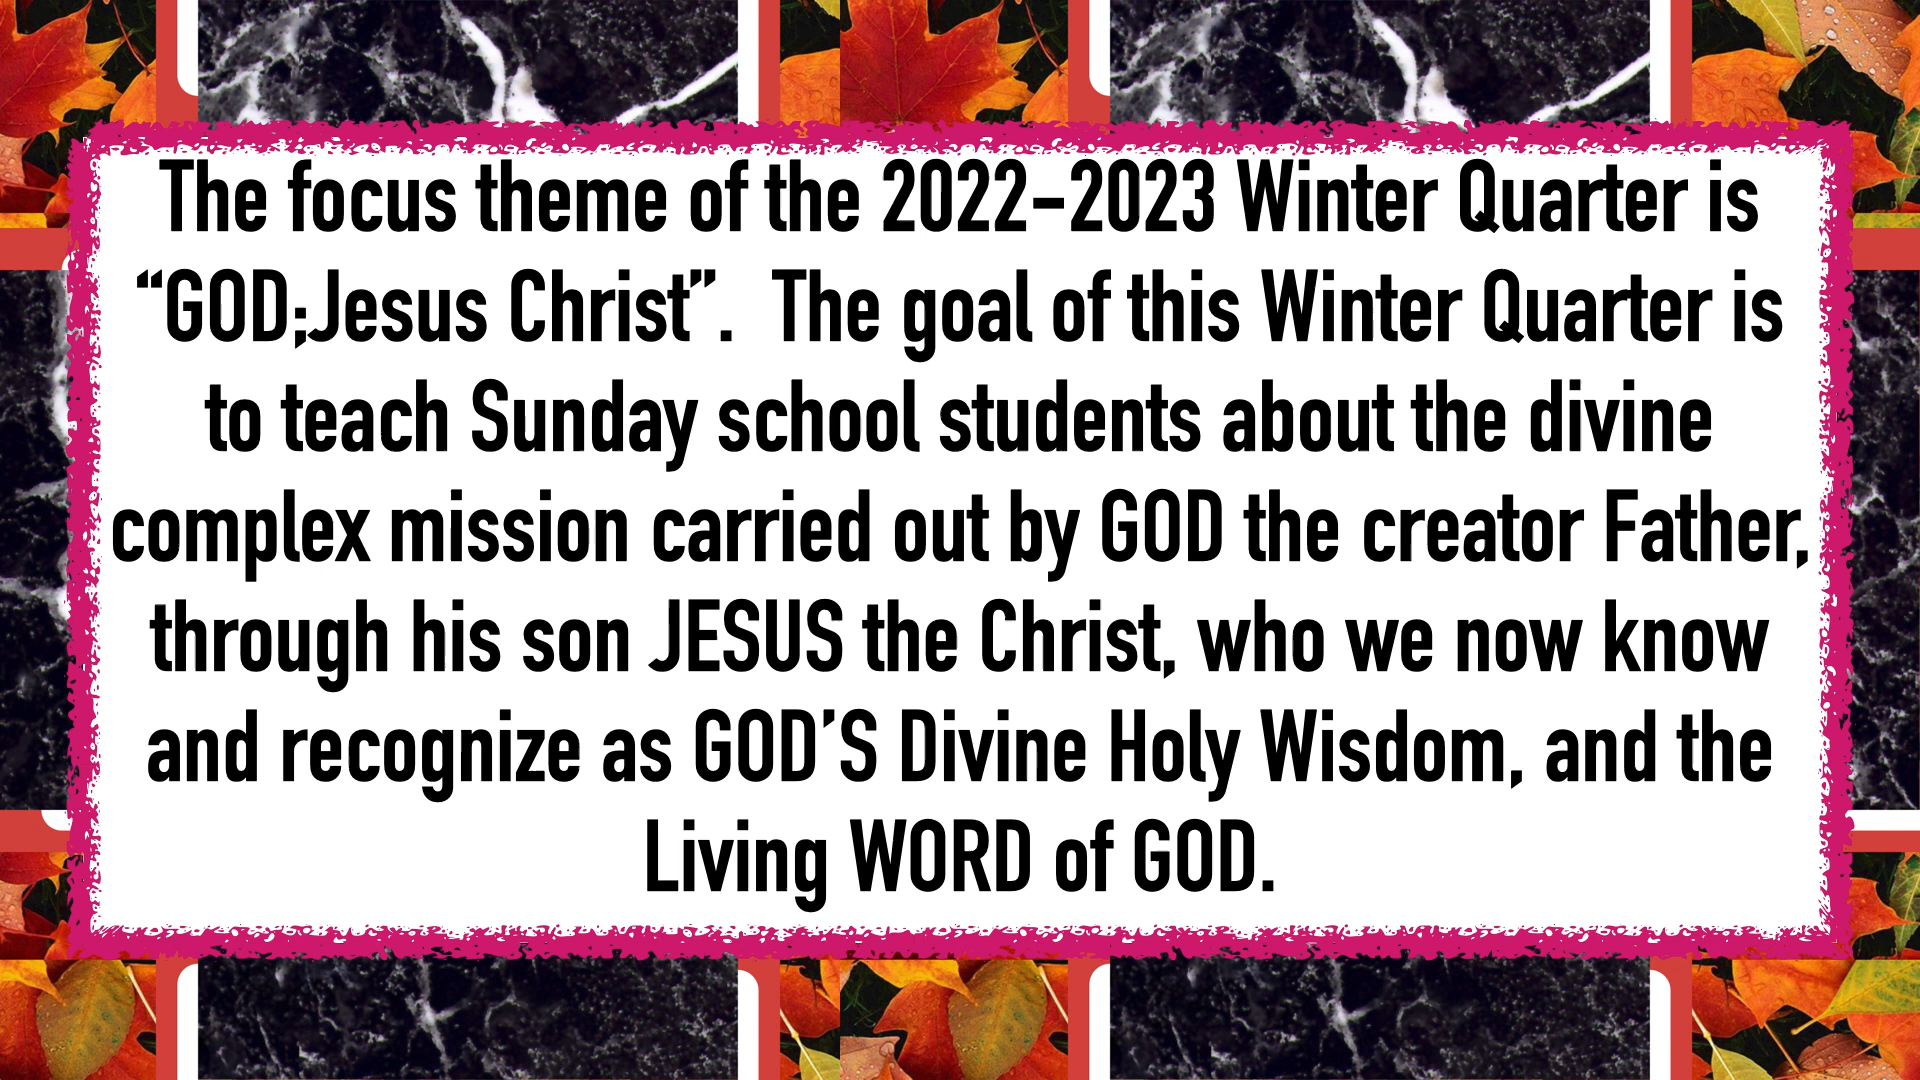 The focus theme of the 2022-2023 Winter Quarter is
“GOD;Jesus Christ”.  The goal of this Winter Quarter is
to teach Sunday school students about the divine
complex mission carried out by GOD the creator Father,
through his son JESUS the Christ, who we now know
and recognize as GOD’S Divine Holy Wisdom, and the
Living WORD of GOD.